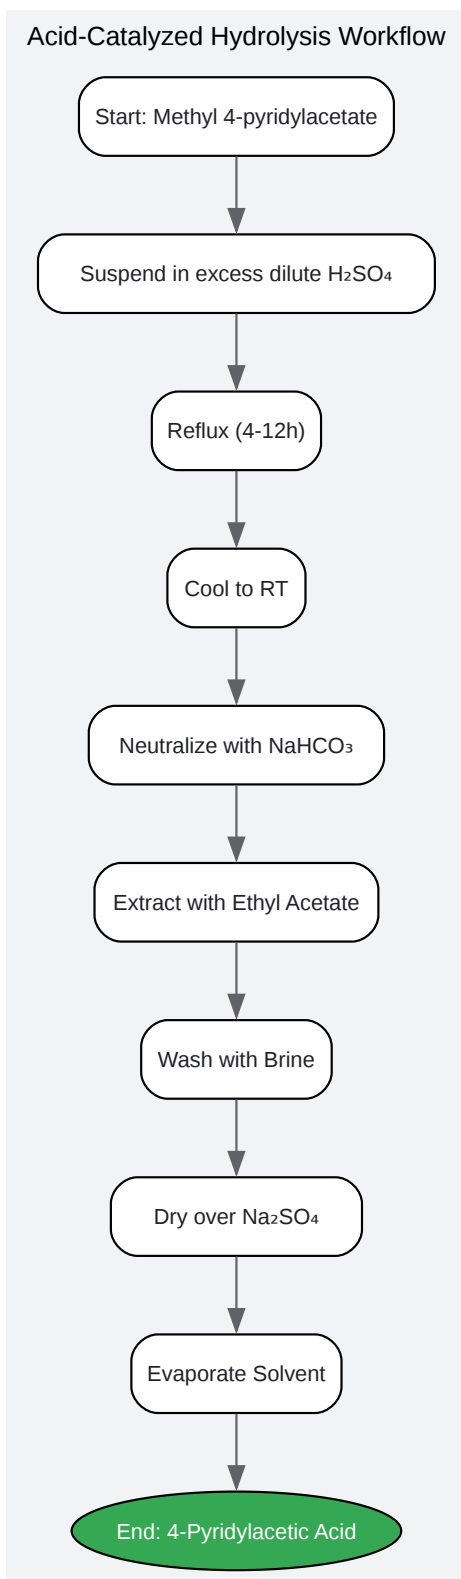 Acid-Catalyzed Hydrolysis Workflow
Start: Methyl 4-pyridylacetate
Suspend in excess dilute H₂SO₄
Reflux (4-12h)
Cool to RT
Neutralize with NaHCO₃
Extract with Ethyl Acetate
Wash with Brine
Dry over Na₂SO₄
Evaporate Solvent
End: 4-Pyridylacetic Acid